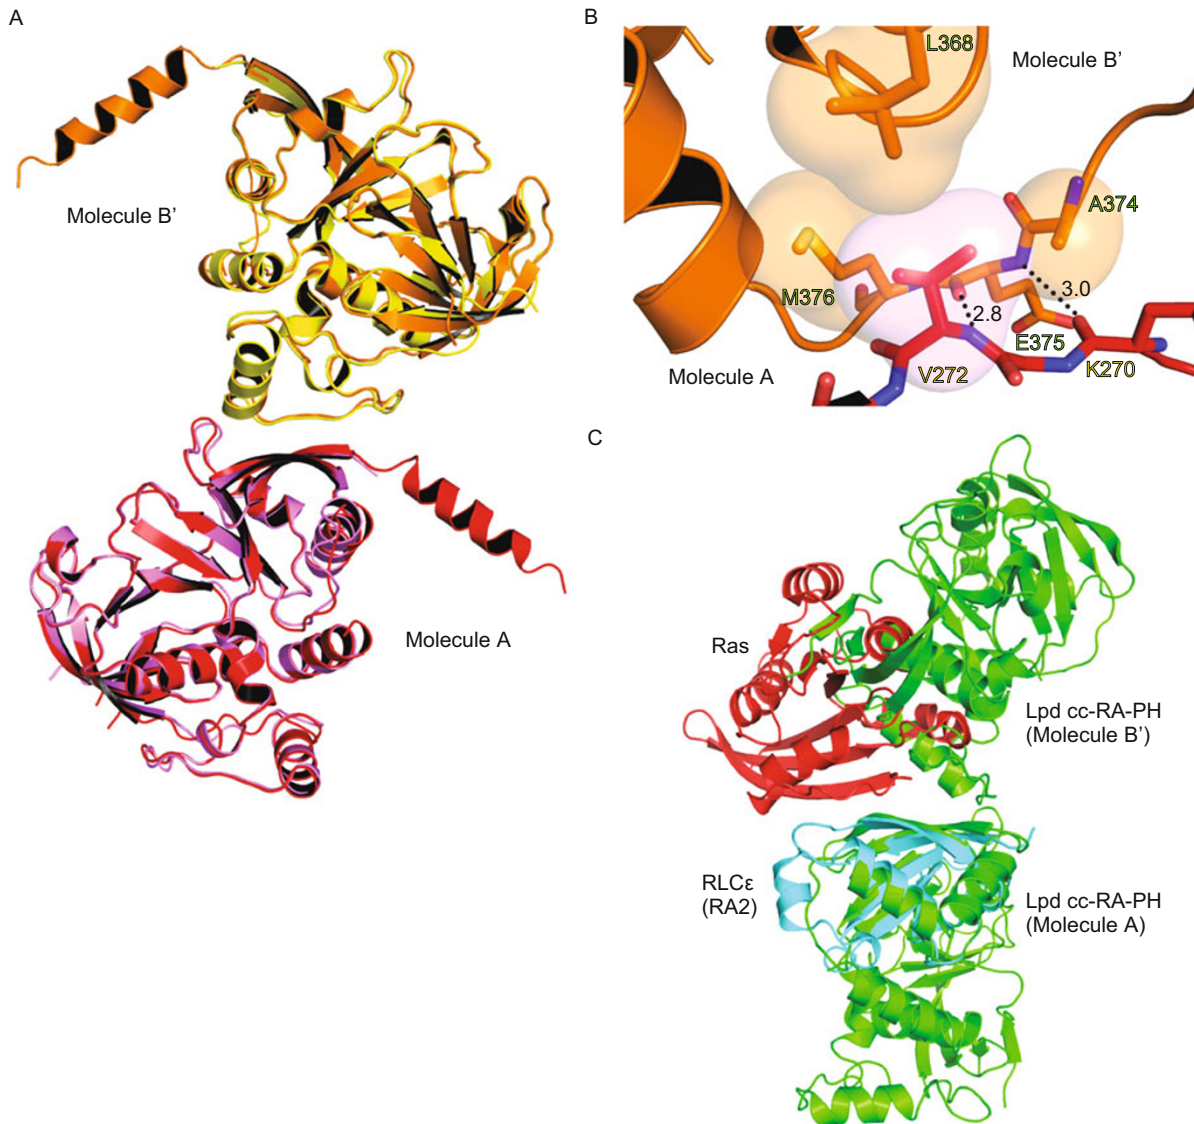 A
Molecule B’
Molecule A
B
L368
Molecule B’
A374
M376
3.0
2.8
E375
Molecule A
V272
K270
C
Ras
Lpd cc-RA-PH
(Molecule B’)
RLCε
(RA2)
Lpd cc-RA-PH
(Molecule A)